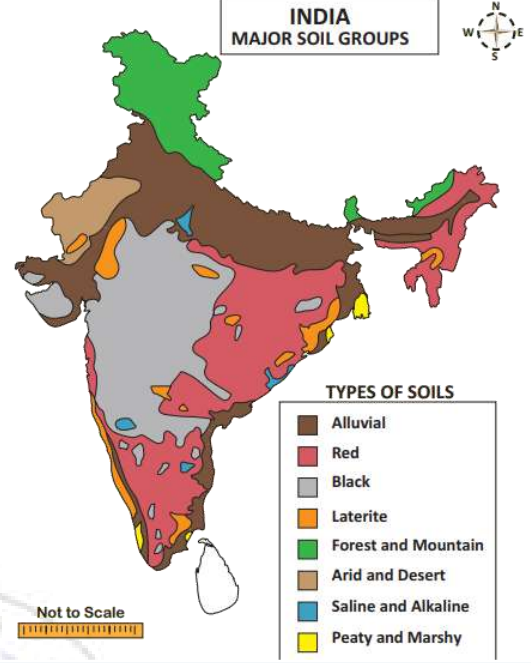 INDIA
MAJOR SOIL GROUPS
N
W
E
S
TYPES OF SOILS
Alluvial
Red
Black
Laterite
Forest and Mountain
Arid and Desert
Saline and Alkaline
Peaty and Marshy
Not to Scale